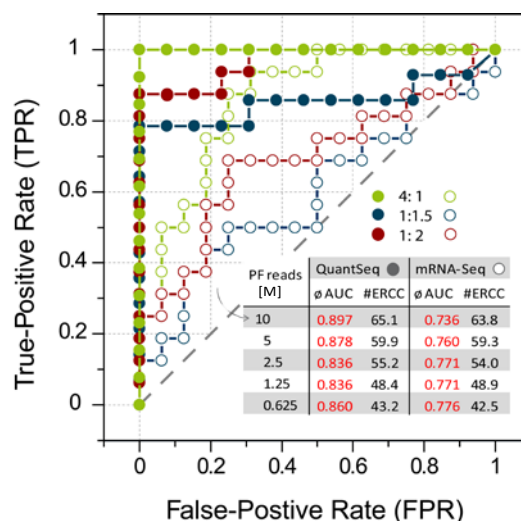 True-Positive Rate (TPR)
1
0.8
0.6
0.4
0.2
0
4: 1
1:1.5
1: 2
PF reads
[M]
QuantSeq mRNA-Seq
ø AUC #ERCC ø AUC #ERCC
10 0.897 65.1 0.736 63.8
5 0.878 59.9 0.760 59.3
2.5 0.836 55.2 0.771 54.0
1.25 0.836 48.4 0.771 48.9
0.625 0.860 43.2 0.776 42.5
0 0.2 0.4 0.6 0.8 1
False-Postive Rate (FPR)